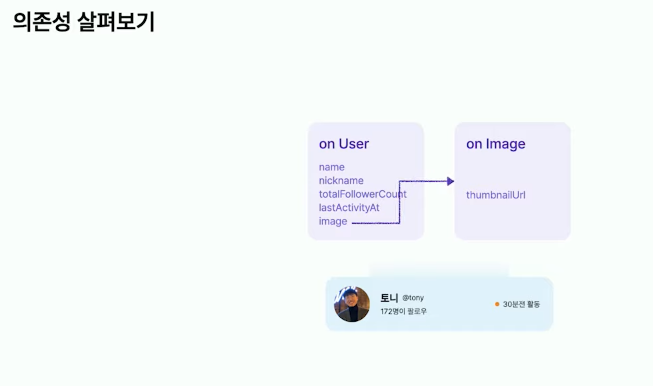 의존성 살펴보기
on User
name
nickname
totalFollowerCount
lastActivityAt
image
on Image
thumbnailUrl
토니 @tony
172명이 팔로우
30분전 활동